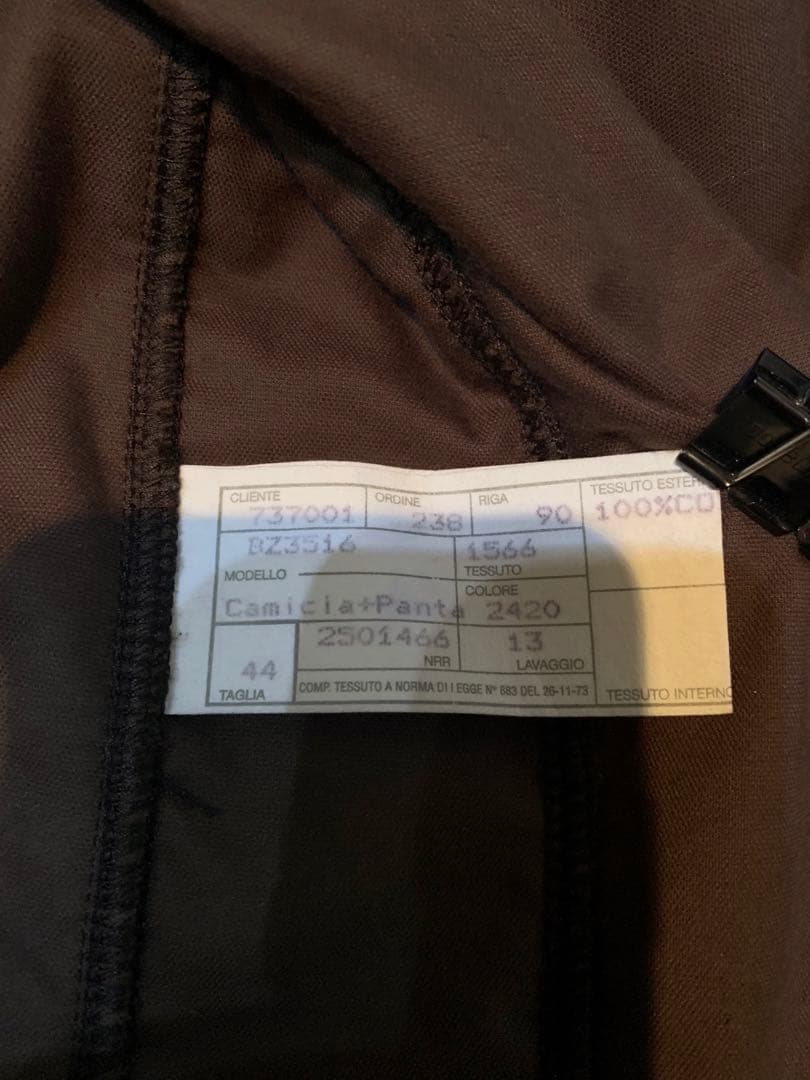 CLIENTE ORDINE RIGA TESSUTO ESTER
737001 238 90 100%CO
BZ3516 1566
MODELLO TESSUTO
COLORE
Camicia+Panta 2420
2501466 13
NRR LAVAGGIO
44
TAGLIA COMP. TESSUTO A NORMA DI LEGGE N° 883 DEL 26-11-73 TESSUTO INTERNO